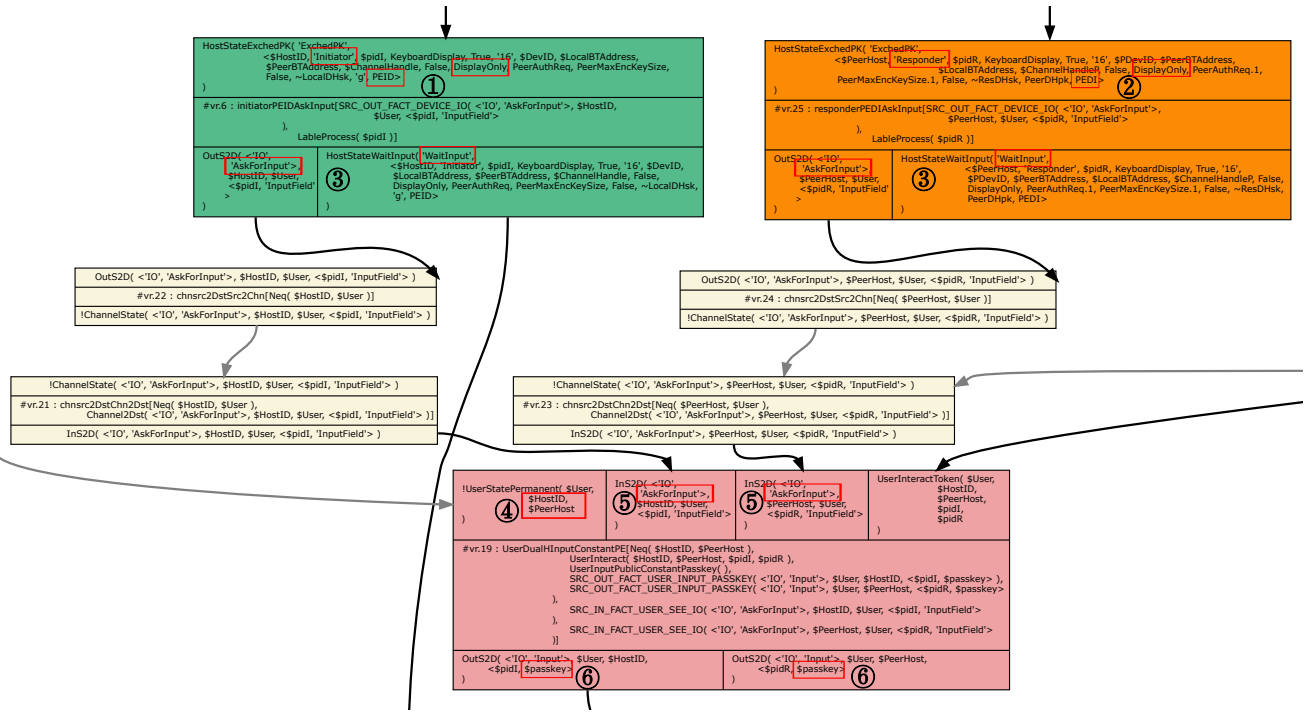 HostStateExchedPK( 'ExchedPK',
<$HostID, 'Initiator', $pidI, KeyboardDisplay, True, '16', $DevID, $LocalBTAddress,
$PeerBTAddress, $ChannelHandle, False, DisplayOnly, PeerAuthReq, PeerMaxEncKeySize,
False, ~LocalDHsk, 'g', PEID>
)
①
#vr.6 : initiatorPEIDAskInput[SRC_OUT_FACT_DEVICE_IO( <'IO', 'AskForInput'>, $HostID,
$User, <$pidI, 'InputField'>
),
LableProcess( $pidI )]
OutS2D( <'IO',
'AskForInput'>,
$HostID, $User,
<$pidI, 'InputField'
>
)
HostStateWaitInput( 'WaitInput',
<$HostID, 'Initiator', $pidI, KeyboardDisplay, True, '16', $DevID,
$LocalBTAddress, $PeerBTAddress, $ChannelHandle, False,
DisplayOnly, PeerAuthReq, PeerMaxEncKeySize, False, ~LocalDHsk,
'g', PEID>
)
③
HostStateExchedPK( 'ExchedPK',
<$PeerHost, 'Responder', $pidR, KeyboardDisplay, True, '16', $PDevID, $PeerBTAddress,
$LocalBTAddress, $ChannelHandleP, False, DisplayOnly, PeerAuthReq.1,
PeerMaxEncKeySize.1, False, ~ResDHsk, PeerDHpk, PEDI>
)
②
#vr.25 : responderPEDIAskInput[SRC_OUT_FACT_DEVICE_IO( <'IO', 'AskForInput'>,
$PeerHost, $User, <$pidR, 'InputField'>
),
LableProcess( $pidR )]
OutS2D( <'IO',
'AskForInput'>,
$PeerHost, $User,
<$pidR, 'InputField'
>
)
HostStateWaitInput( 'WaitInput',
<$PeerHost, 'Responder', $pidR, KeyboardDisplay, True, '16',
$PDevID, $PeerBTAddress, $LocalBTAddress, $ChannelHandleP, False,
DisplayOnly, PeerAuthReq.1, PeerMaxEncKeySize.1, False, ~ResDHsk,
PeerDHpk, PEDI>
)
③
OutS2D( <'IO', 'AskForInput'>, $HostID, $User, <$pidI, 'InputField'> )
#vr.22 : chnsrc2DstSrc2Chn[Neq( $HostID, $User )]
!ChannelState( <'IO', 'AskForInput'>, $HostID, $User, <$pidI, 'InputField'> )
OutS2D( <'IO', 'AskForInput'>, $PeerHost, $User, <$pidR, 'InputField'> )
#vr.24 : chnsrc2DstSrc2Chn[Neq( $PeerHost, $User )]
!ChannelState( <'IO', 'AskForInput'>, $PeerHost, $User, <$pidR, 'InputField'> )
!ChannelState( <'IO', 'AskForInput'>, $HostID, $User, <$pidI, 'InputField'> )
#vr.21 : chnsrc2DstChn2Dst[Neq( $HostID, $User ),
Channel2Dst( <'IO', 'AskForInput'>, $HostID, $User, <$pidI, 'InputField'> )]
InS2D( <'IO', 'AskForInput'>, $HostID, $User, <$pidI, 'InputField'> )
!ChannelState( <'IO', 'AskForInput'>, $PeerHost, $User, <$pidR, 'InputField'> )
#vr.23 : chnsrc2DstChn2Dst[Neq( $PeerHost, $User ),
Channel2Dst( <'IO', 'AskForInput'>, $PeerHost, $User, <$pidR, 'InputField'> )]
InS2D( <'IO', 'AskForInput'>, $PeerHost, $User, <$pidR, 'InputField'> )
!UserStatePermanent( $User,
$HostID,
$PeerHost
)
④
InS2D( <'IO',
'AskForInput'>,
$HostID, $User,
<$pidI, 'InputField'>
)
⑤
InS2D( <'IO',
'AskForInput'>,
$PeerHost, $User,
<$pidR, 'InputField'>
)
⑤
UserInteractToken( $User,
$HostID,
$PeerHost,
$pidI,
$pidR
)
#vr.19 : UserDualHInputConstantPE[Neq( $HostID, $PeerHost ),
UserInteract( $HostID, $PeerHost, $pidI, $pidR ),
UserInputPublicConstantPasskey( ),
SRC_OUT_FACT_USER_INPUT_PASSKEY( <'IO', 'Input'>, $User, $HostID, <$pidI, $passkey> ),
SRC_OUT_FACT_USER_INPUT_PASSKEY( <'IO', 'Input'>, $User, $PeerHost, <$pidR, $passkey>
),
SRC_IN_FACT_USER_SEE_IO( <'IO', 'AskForInput'>, $HostID, $User, <$pidI, 'InputField'>
),
SRC_IN_FACT_USER_SEE_IO( <'IO', 'AskForInput'>, $PeerHost, $User, <$pidR, 'InputField'>
)]
OutS2D( <'IO', 'Input'>, $User, $HostID,
<$pidI, $passkey>
)
⑥
OutS2D( <'IO', 'Input'>, $User, $PeerHost,
<$pidR, $passkey>
)
⑥